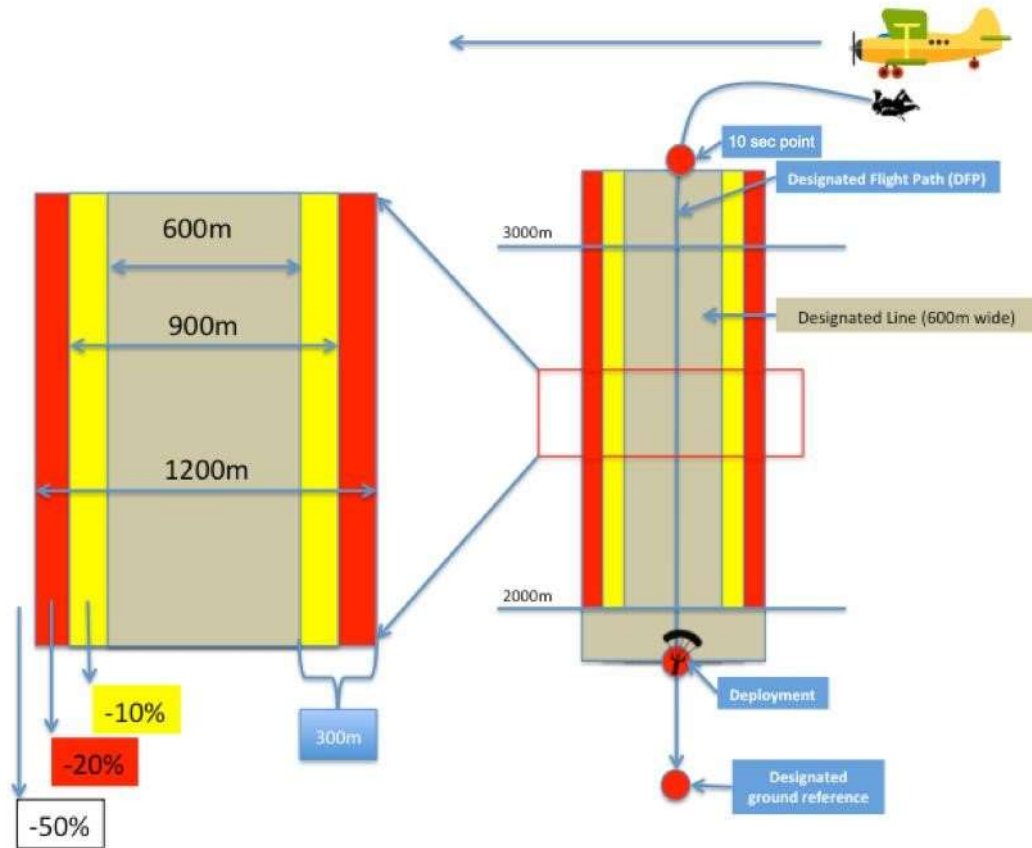 10 sec point
Designated Flight Path (DFP)
3000m
600m
900m
Designated Line (600m wide)
1200m
2000m
Deployment
-10%
300m
-20%
Designated
ground reference
-50%